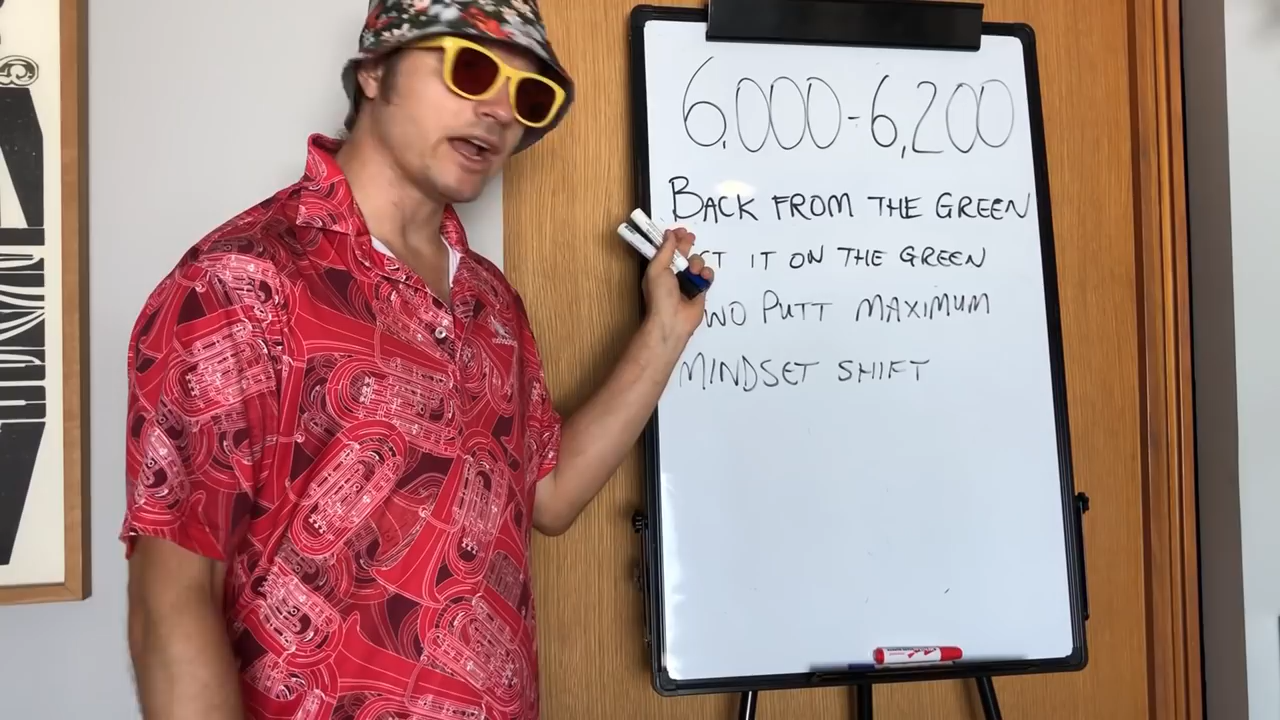 6,000-6,200
BACK FROM THE GREEN
IT ON THE GREEN
PUTT MAXIMUM
MINDSET SHIFT